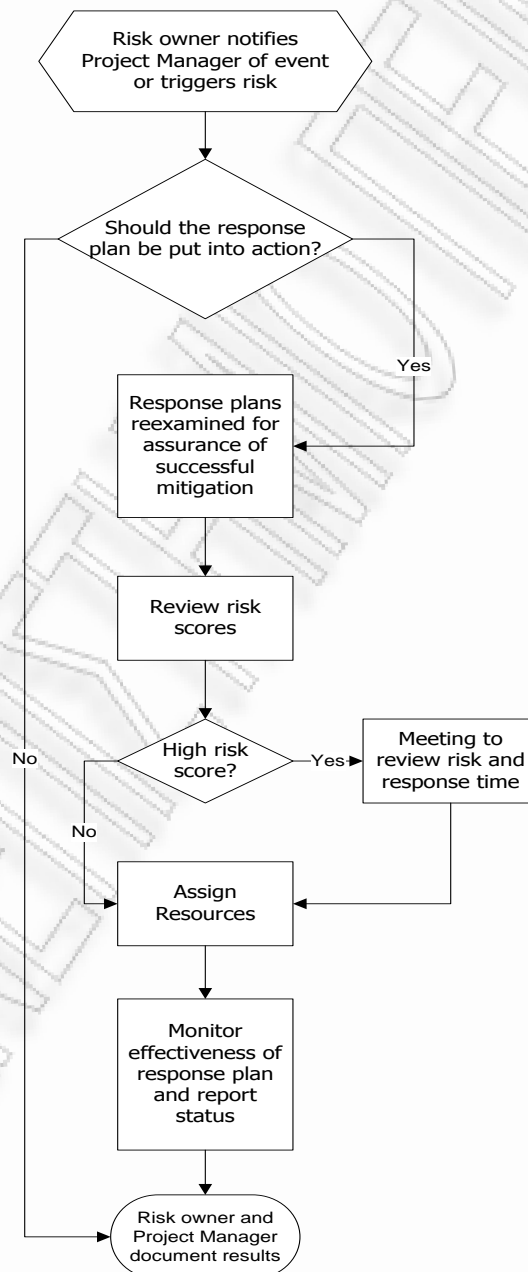 Risk owner notifies
Project Manager of event
or triggers risk
Should the response
plan be put into action?
Yes
Response plans
reexamined for
assurance of
successful
mitigation
Review risk
scores
No
High risk
score?
Yes
Meeting to
review risk and
response time
No
Assign
Resources
Monitor
effectiveness of
response plan
and report
status
Risk owner and
Project Manager
document results